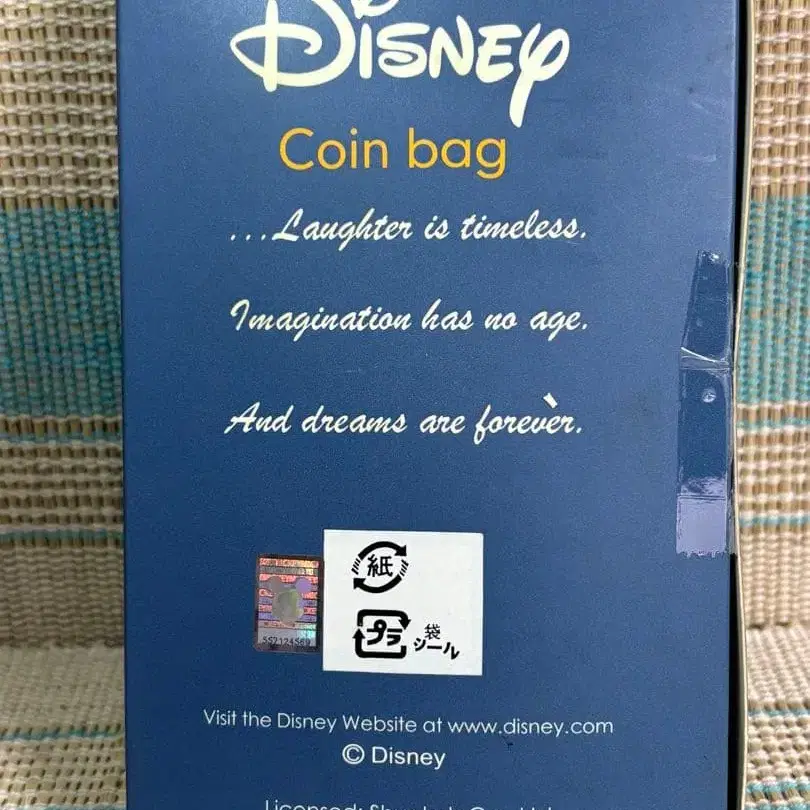 Disney
Coin bag
...Laughter is timeless.
Imagination has no age.
And dreams are forever.
紙
プラ
袋
シール
Visit the Disney Website at www.disney.com
© Disney
Licensed: